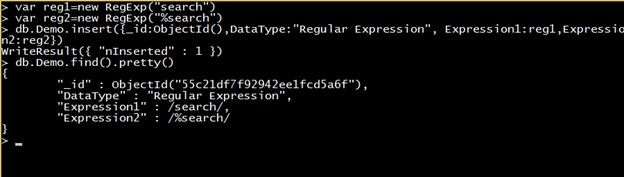 > var reg1=new RegExp("search")
> var reg2=new RegExp("%search")
> db.Demo.insert({_id:ObjectId(),DataType:"Regular Expression", Expression1:reg1,Expressio
n2:reg2})
WriteResult({ "nInserted" : 1 })
> db.Demo.find().pretty()
{
        "_id" : ObjectId("55c21df7f92942ee1fcd5a6f"),
        "DataType" : "Regular Expression",
        "Expression1" : /search/,
        "Expression2" : /%search/
}
> _